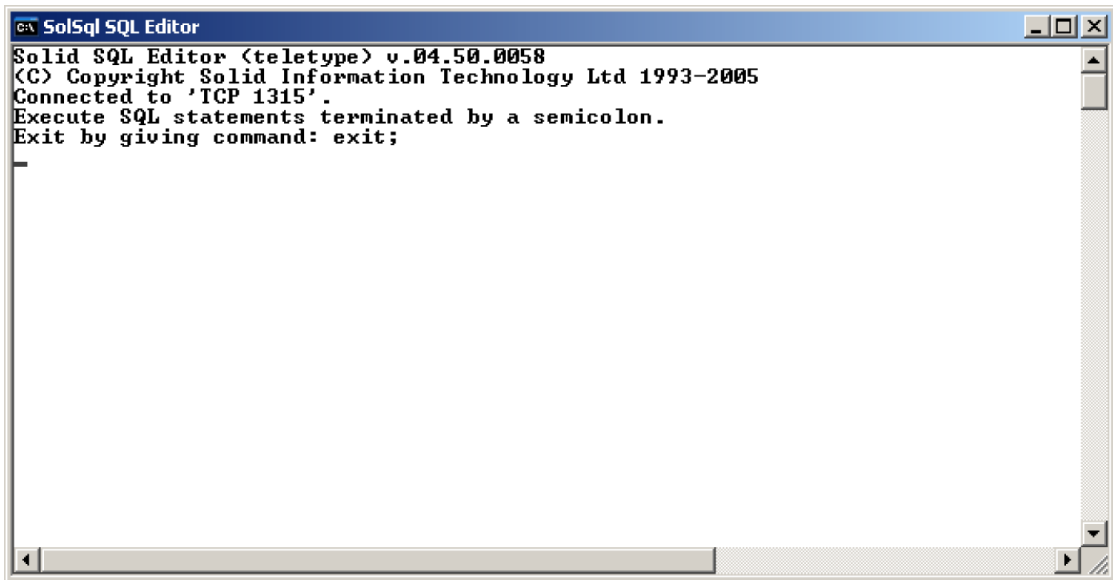 SolSql SQL Editor
Solid SQL Editor (teletype) v.04.50.0058
(C) Copyright Solid Information Technology Ltd 1993-2005
Connected to 'TCP 1315'.
Execute SQL statements terminated by a semicolon.
Exit by giving command: exit;